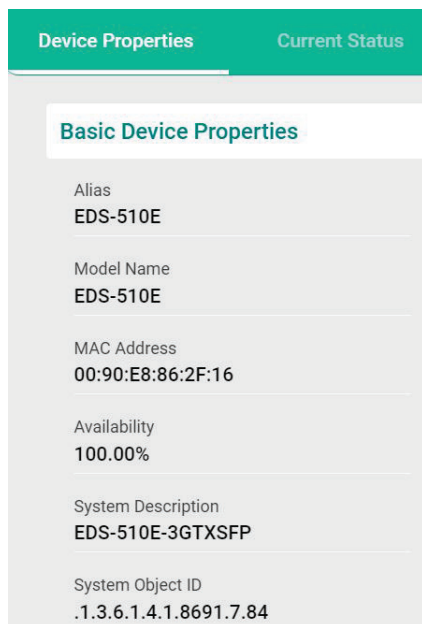 Device Properties Current Status
Basic Device Properties
Alias
EDS-510E
Model Name
EDS-510E
MAC Address
00:90:E8:86:2F:16
Availability
100.00%
System Description
EDS-510E-3GTXSFP
System Object ID
.1.3.6.1.4.1.8691.7.84